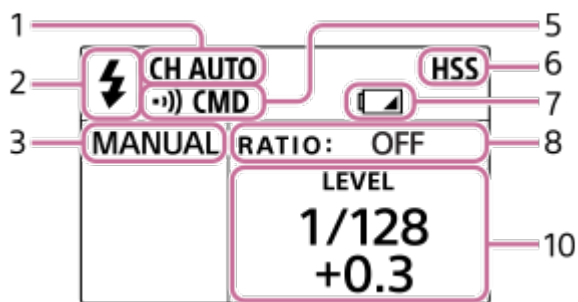 1
5
CH AUTO
HSS
6
2
•)) CMD
7
3
MANUAL
RATIO: OFF
8
LEVEL
1/128
+0.3
10